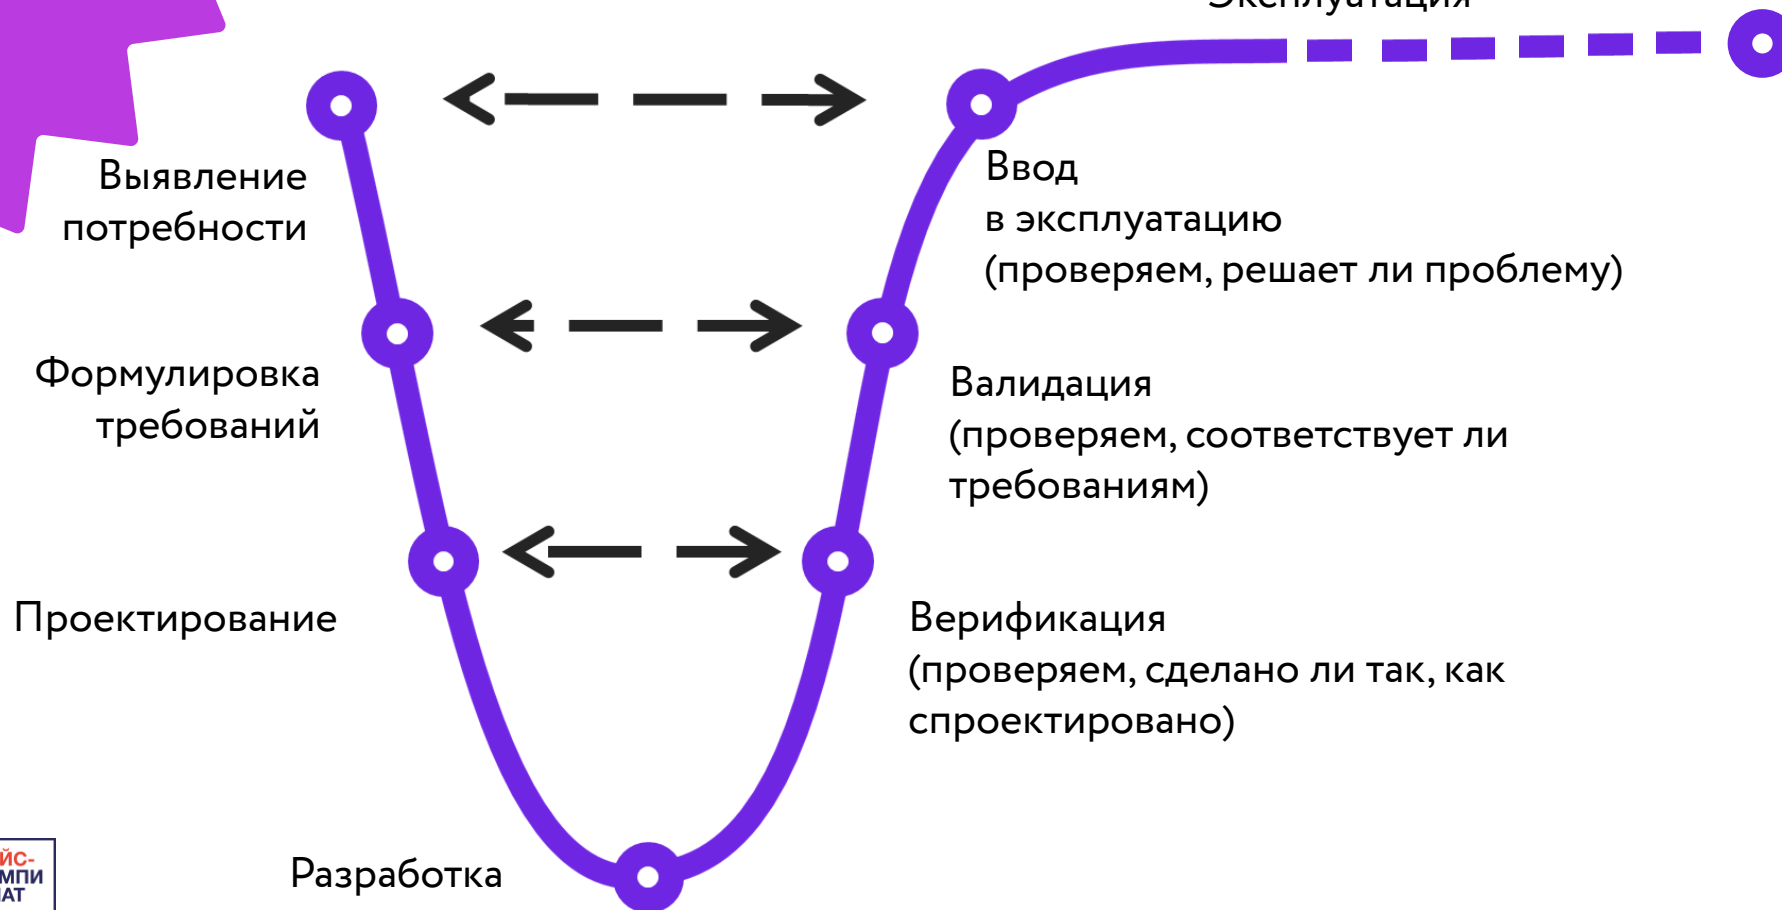 Эксплуатация
Выявление
потребности
Ввод
в эксплуатацию
(проверяем, решает ли проблему)
Формулировка
требований
Валидация
(проверяем, соответствует ли
требованиям)
Проектирование
Верификация
(проверяем, сделано ли так, как
спроектировано)
Разработка